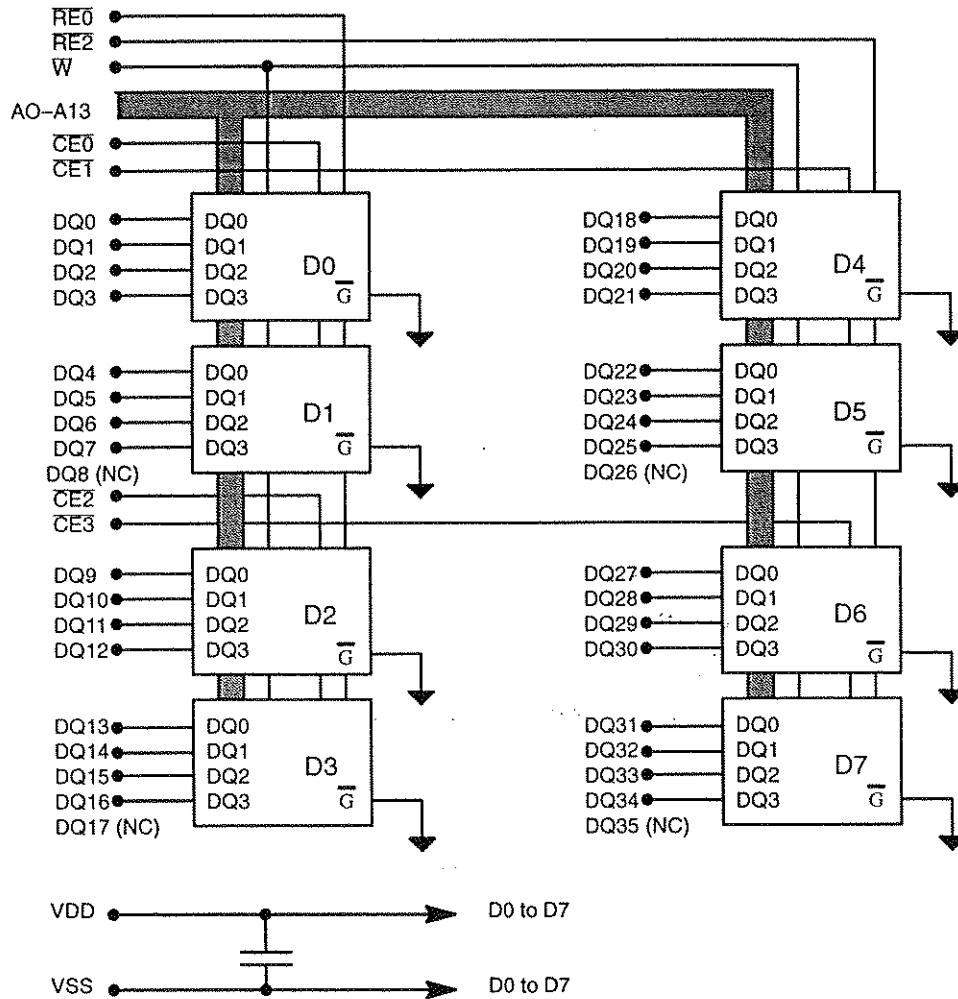 RE0
RE2
W
AO–A13
CE0
CE1
DQ0
DQ1
DQ2
DQ3
DQ0
DQ1
DQ2
DQ3
D0
G
DQ18
DQ19
DQ20
DQ21
DQ0
DQ1
DQ2
DQ3
D4
G
DQ4
DQ5
DQ6
DQ7
DQ8 (NC)
DQ0
DQ1
DQ2
DQ3
D1
G
DQ22
DQ23
DQ24
DQ25
DQ26 (NC)
DQ0
DQ1
DQ2
DQ3
D5
G
CE2
CE3
DQ9
DQ10
DQ11
DQ12
DQ0
DQ1
DQ2
DQ3
D2
G
DQ27
DQ28
DQ29
DQ30
DQ0
DQ1
DQ2
DQ3
D6
G
DQ13
DQ14
DQ15
DQ16
DQ17 (NC)
DQ0
DQ1
DQ2
DQ3
D3
G
DQ31
DQ32
DQ33
DQ34
DQ35 (NC)
DQ0
DQ1
DQ2
DQ3
D7
G
VDD
D0 to D7
VSS
D0 to D7